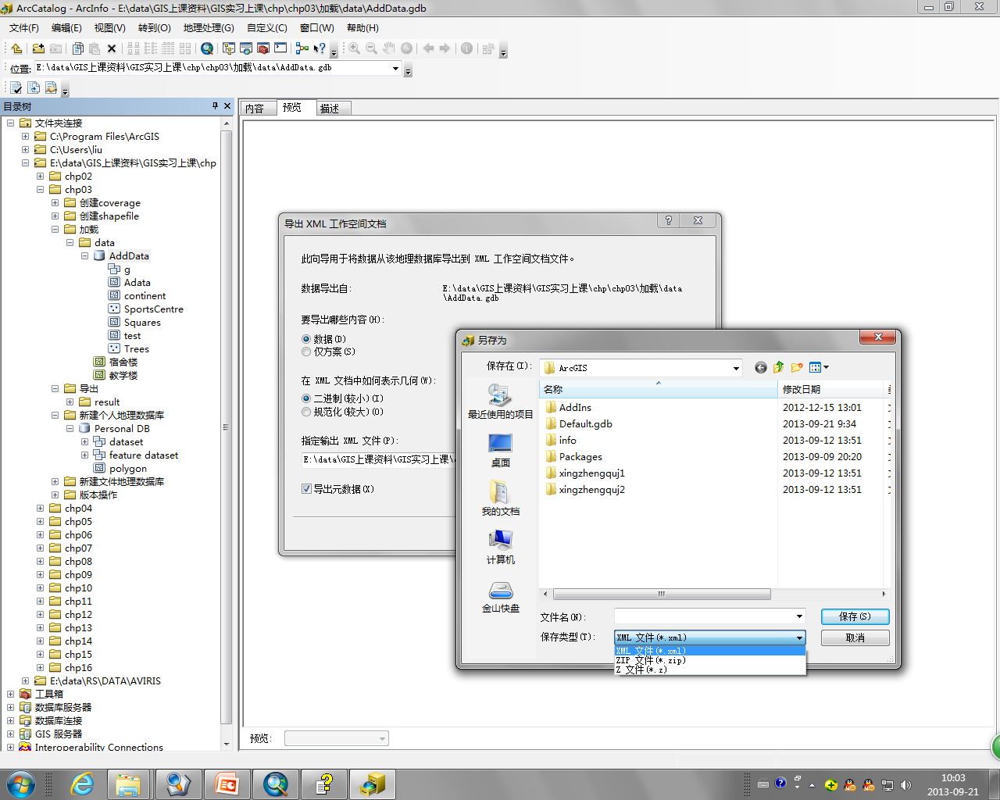 ArcCatalog - ArcInfo - E:\data\GIS上课资料\GIS实习上课\chp\chp03\加载\data\AddData.gdb
文件(F) 编辑(E) 视图(V) 转到(O) 地理处理(G) 自定义(C) 窗口(W) 帮助(H)
位置: E:\data\GIS上课资料\GIS实习上课\chp\chp03\加载\data\AddData.gdb
目录树
文件夹连接
C:\Program Files\ArcGIS
C:\Users\liu
E:\data\GIS上课资料\GIS实习上课\chp
chp02
chp03
创建coverage
创建shapefile
加载
data
AddData
g
Adata
continent
SportsCentre
Squares
test
Trees
宿舍楼
教学楼
导出
result
新建个人地理数据库
Personal DB
dataset
feature dataset
polygon
新建文件地理数据库
版本操作
chp04
chp05
chp06
chp07
chp08
chp09
chp10
chp11
chp12
chp13
chp14
chp15
chp16
E:\data\RS\DATA\AVIRIS
工具箱
数据库服务器
数据库连接
GIS 服务器
Interoperability Connections
内容 预览 描述
导出 XML 工作空间文档
此向导用于将数据从该地理数据库导出到 XML 工作空间文档文件。
数据导出自: E:\data\GIS上课资料\GIS实习上课\chp\chp03\加载\data
\AddData.gdb
要导出哪些内容(H):
数据(D)
仅方案(S)
在 XML 文档中如何表示几何(W):
二进制(较小)(I)
规范化(较大)(O)
指定输出 XML 文件(P):
E:\data\GIS上课资料\GIS实习上课\
导出元数据(X)
另存为
保存在(I): ArcGIS
最近使用的项目
桌面
我的文档
计算机
金山快盘
名称 修改日期
AddIns 2012-12-15 13:01
Default.gdb 2013-09-21 9:34
info 2013-09-12 13:51
Packages 2013-09-09 20:20
xingzhengquj1 2013-09-12 13:51
xingzhengquj2 2013-09-12 13:51
文件名(N): 保存(S)
保存类型(T): XML 文件(*.xml) 取消
XML 文件(*.xml)
ZIP 文件(*.zip)
Z 文件(*.z)
预览:
10:03
2013-09-21